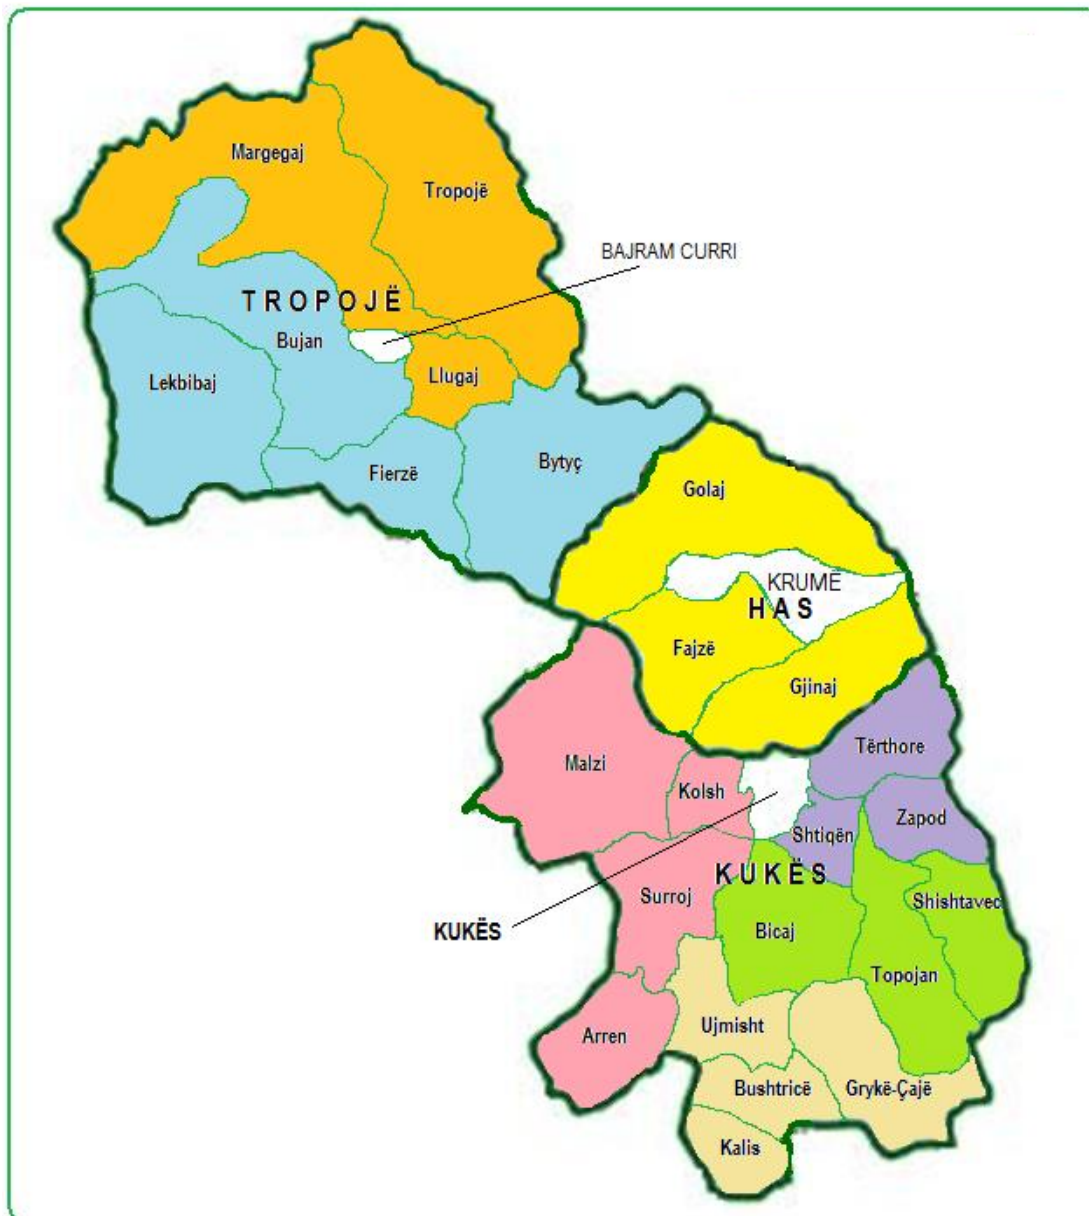 Margegaj
Tropojë
BAJRAM CURRI
TROPOJË
Bujan
Lekbibaj
Llugaj
Fierzë
Bytyç
Golaj
KRUMË
HAS
Fajzë
Gjinaj
Tërthore
Malzi
Kolsh
Zapod
Shtiqën
KUKËS
Surroj
Shishtavec
KUKËS
Bicaj
Topojan
Ujmisht
Arren
Bushtricë
Grykë-Çajë
Kalis